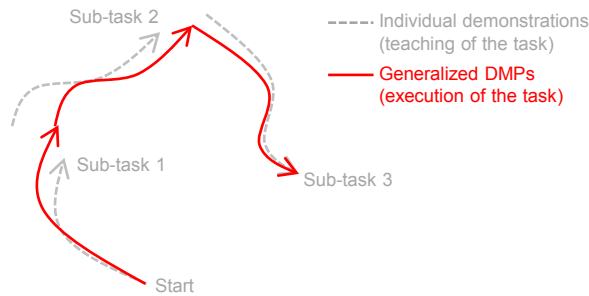 Sub-task 2
Individual demonstrations
(teaching of the task)
Generalized DMPs
(execution of the task)
Sub-task 1
Sub-task 3
Start